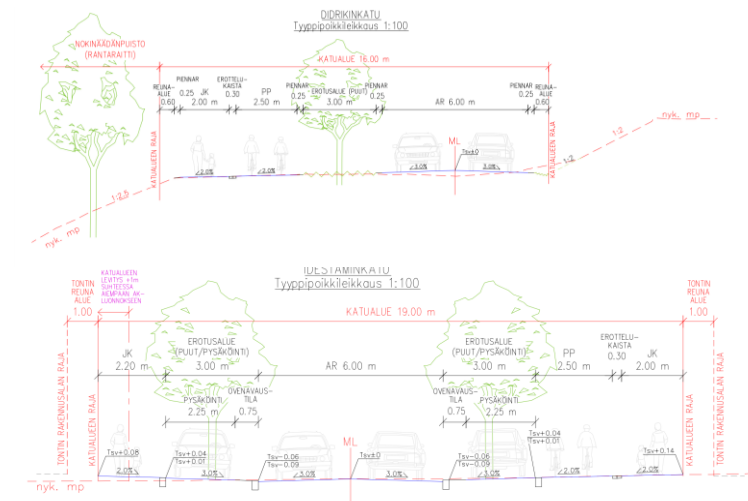 DIDRIKINKATU
Tyyppipoikkileikkaus 1:100
NOKINÄÄDÄNPUISTO
(RANTARAITTI)
KATUALUE 16.00 m
REUNA-
ALUE
0.60
PIENNAR
0.25
JK
2.00 m
EROTTELU-
KAISTA
0.30
PP
2.50 m
PIENNAR
0.25
EROTUSALUE (PUUT)
3.00 m
PIENNAR
0.25
AR 6.00 m
PIENNAR
0.25
REUNA-
ALUE
0.60
nyk. mp
1:2
KATUALUEEN RAJA
ML
Tsv±0
KATUALUEEN RAJA
1:2
2.0%
2.0%
3.0%
3.0%
1:2.5
nyk. mp
IDESTAMINKATU
Tyyppipoikkileikkaus 1:100
TONTIN
REUNA
ALUE
1.00
KATUALUEEN
LEVITYS +1m
SUHTEESSA
AIEMPAAN AK-
LUONNOKSEEN
KATUALUE 19.00 m
TONTIN
REUNA
ALUE
1.00
JK
2.20 m
EROTUSALUE
(PUUT/PYSÄKÖINTI)
3.00 m
AR 6.00 m
EROTUSALUE
(PUUT/PYSÄKÖINTI)
3.00 m
PP
2.50 m
EROTTELU-
KAISTA
0.30
JK
2.00 m
PYSÄKÖINTI
2.25 m
OVENAVAUS-
TILA
0.75
OVENAVAUS-
TILA
0.75
PYSÄKÖINTI
2.25 m
TONTIN RAKENNUSALAN RAJA
KATUALUEEN RAJA
KATUALUEEN RAJA
TONTIN RAKENNUSALAN RAJA
Tsv+0.08
Tsv+0.04
Tsv+0.01
Tsv-0.06
Tsv-0.09
ML
Tsv±0
Tsv-0.06
Tsv-0.09
Tsv+0.04
Tsv+0.01
Tsv+0.14
2.0%
3.0%
3.0%
3.0%
3.0%
2.0%
2.0%
nyk. mp